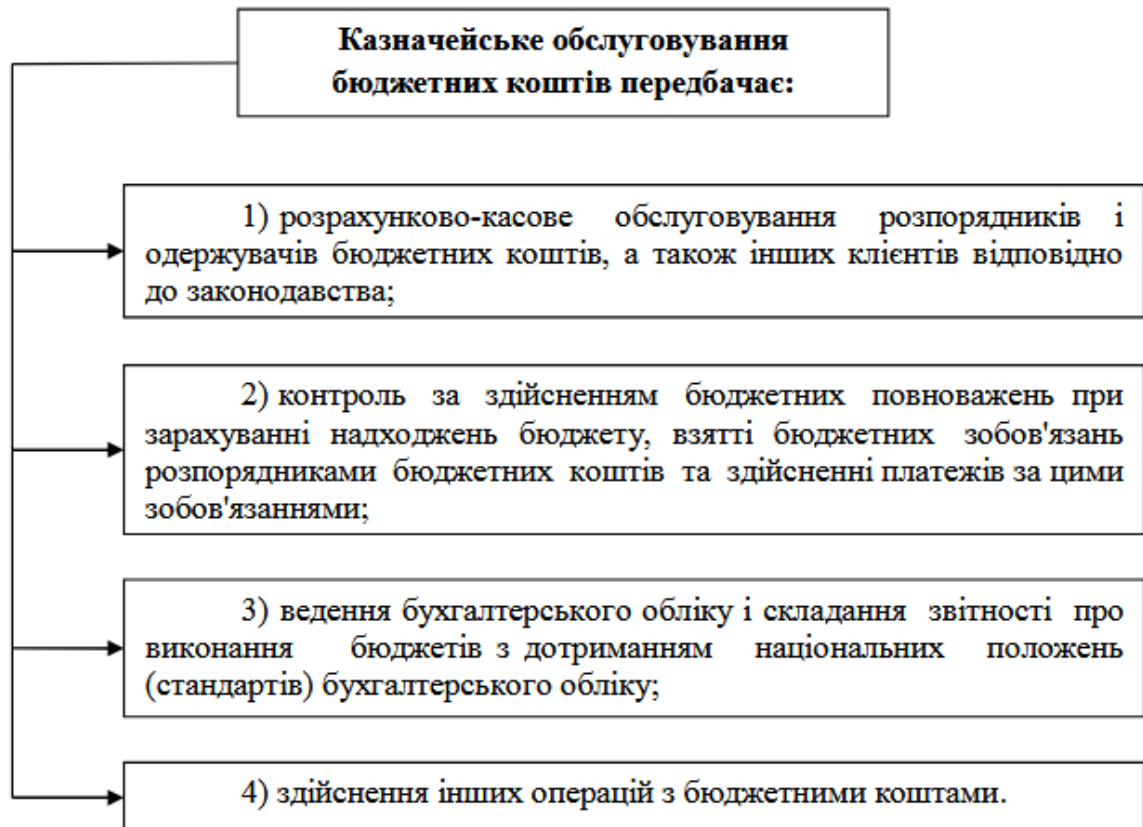 Казначейське обслуговування
бюджетних коштів передбачає:
1) розрахунково-касове обслуговування розпорядників і
одержувачів бюджетних коштів, а також інших клієнтів відповідно
до законодавства;
2) контроль за здійсненням бюджетних повноважень при
зарахуванні надходжень бюджету, взятті бюджетних зобов'язань
розпорядниками бюджетних коштів та здійсненні платежів за цими
зобов'язаннями;
3) ведення бухгалтерського обліку і складання звітності про
виконання бюджетів з дотриманням національних положень
(стандартів) бухгалтерського обліку;
4) здійснення інших операцій з бюджетними коштами.